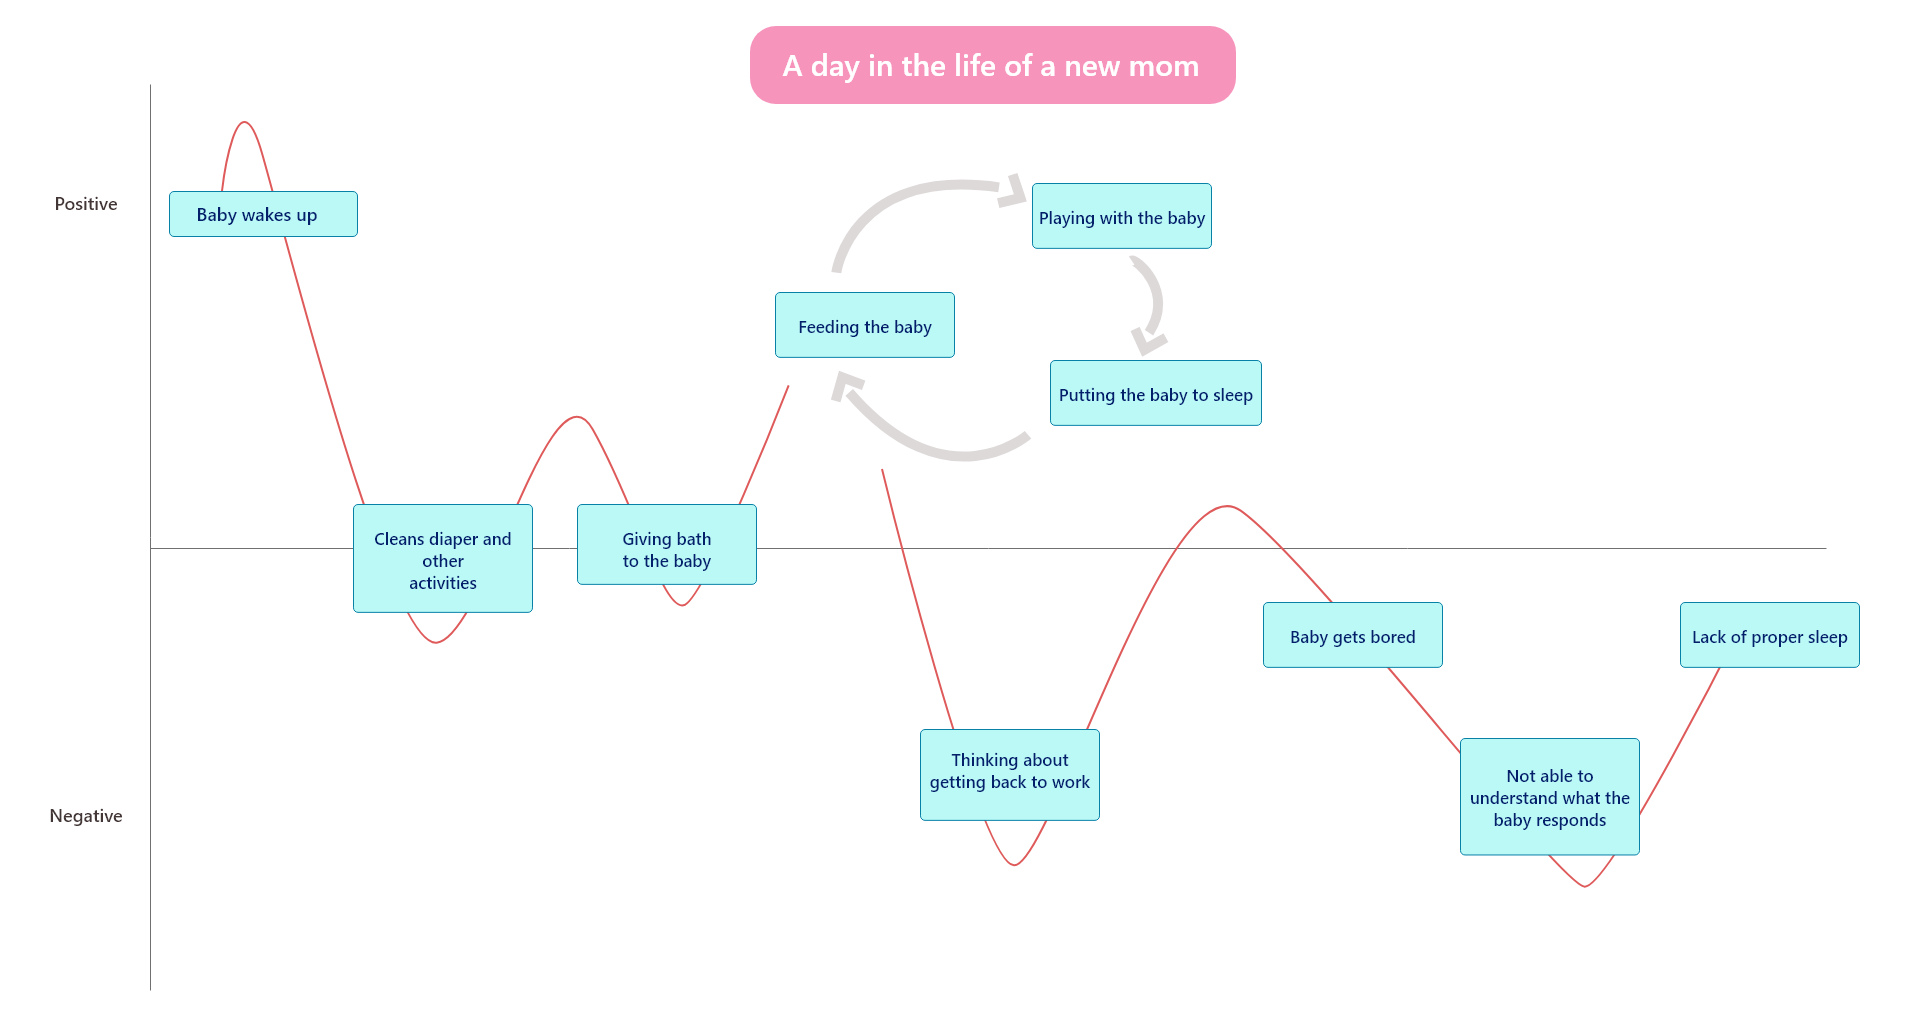 A day in the life of a new mom
Positive
Baby wakes up
Playing with the baby
Feeding the baby
Putting the baby to sleep
Cleans diaper and
other
activities
Giving bath
to the baby
Baby gets bored
Lack of proper sleep
Thinking about
getting back to work
Not able to
understand what the
baby responds
Negative